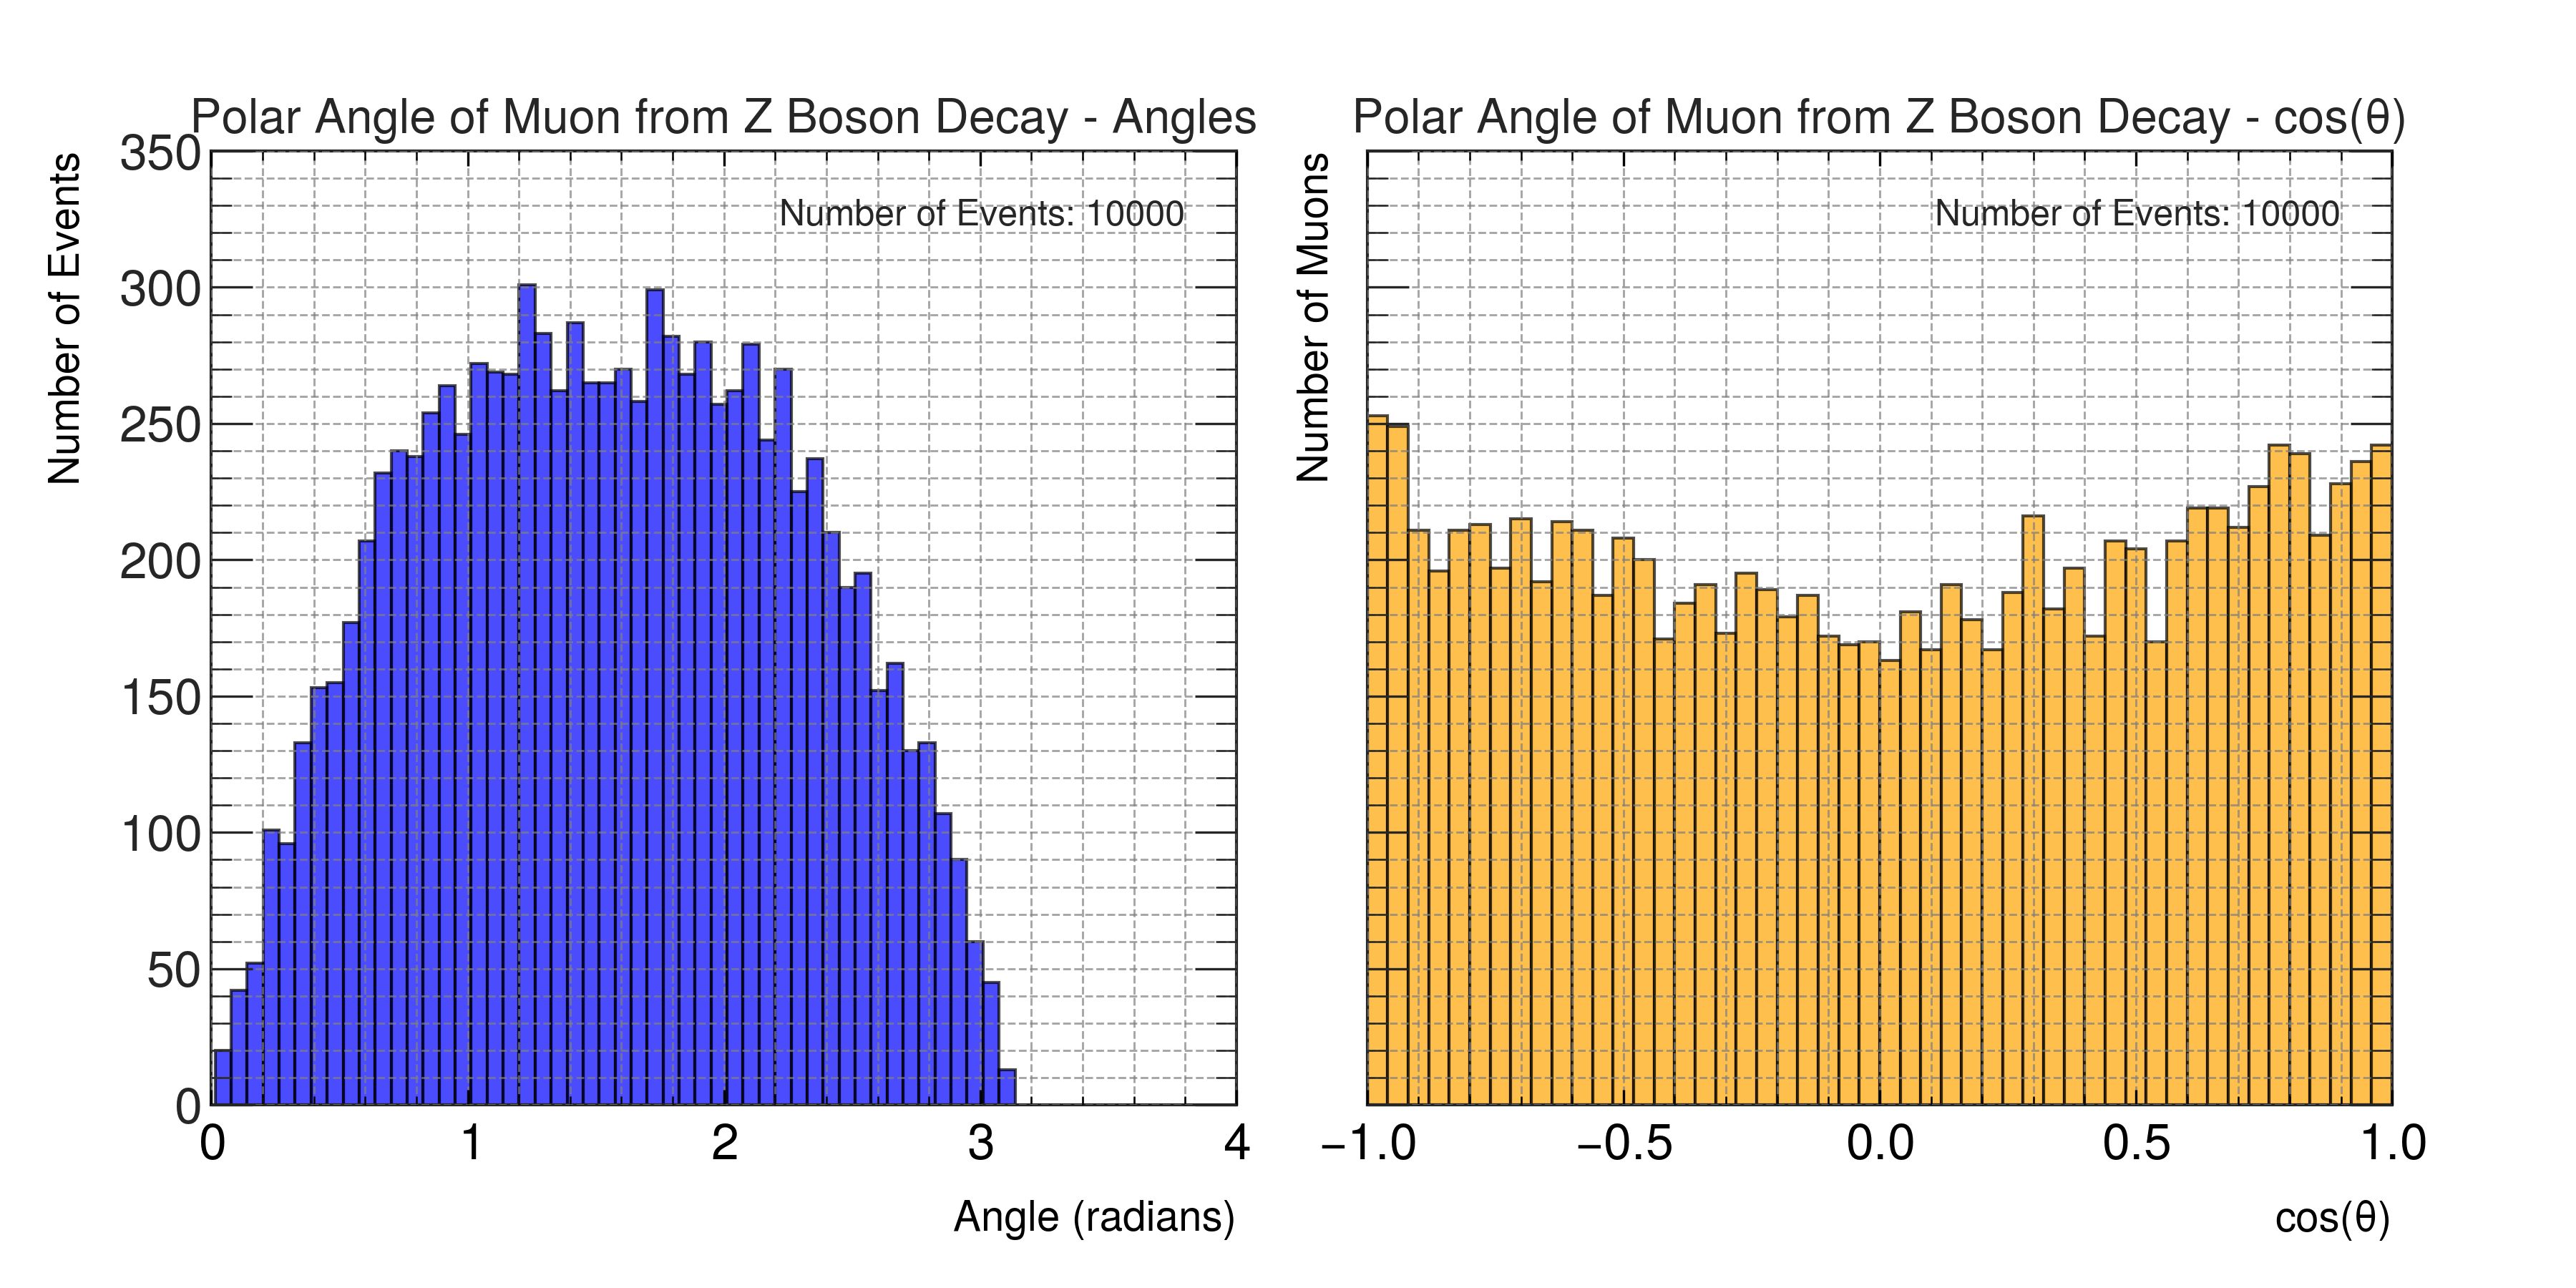 Polar Angle of Muon from Z Boson Decay - Angles
Number of Events
350
300
250
200
150
100
50
0
Number of Events: 10000
0 1 2 3 4
Angle (radians)
Polar Angle of Muon from Z Boson Decay - cos(θ)
Number of Muons
Number of Events: 10000
−1.0 −0.5 0.0 0.5 1.0
cos(θ)